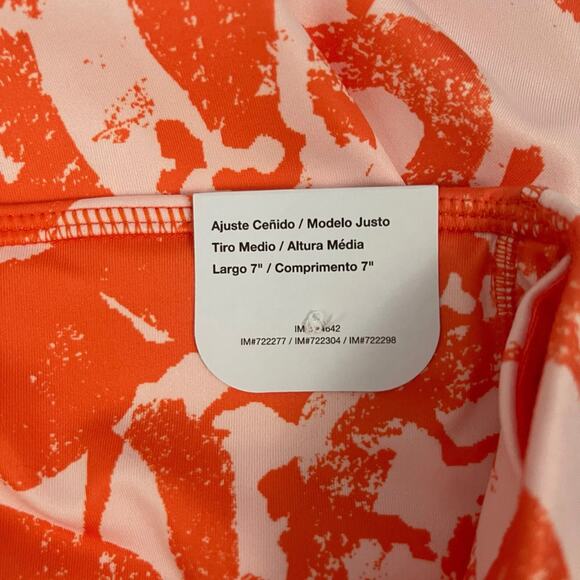 Ajuste Ceñido / Modelo Justo
Tiro Medio / Altura Média
Largo 7" / Comprimento 7"
IM#722277 / IM#722304 / IM#722298